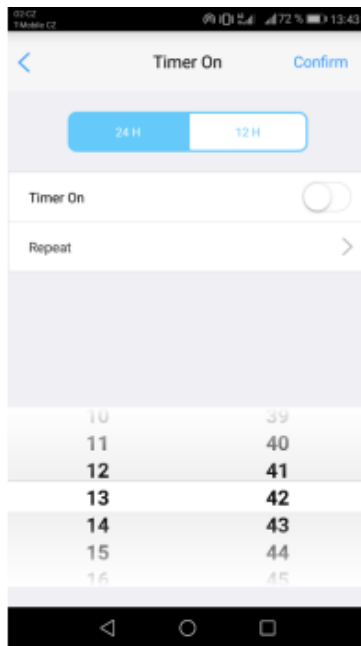 O2-CZ
T-Mobile CZ
72 % 13:43
Timer On Confirm
24 H 12 H
Timer On
Repeat
10 39
11 40
12 41
13 42
14 43
15 44
16 45